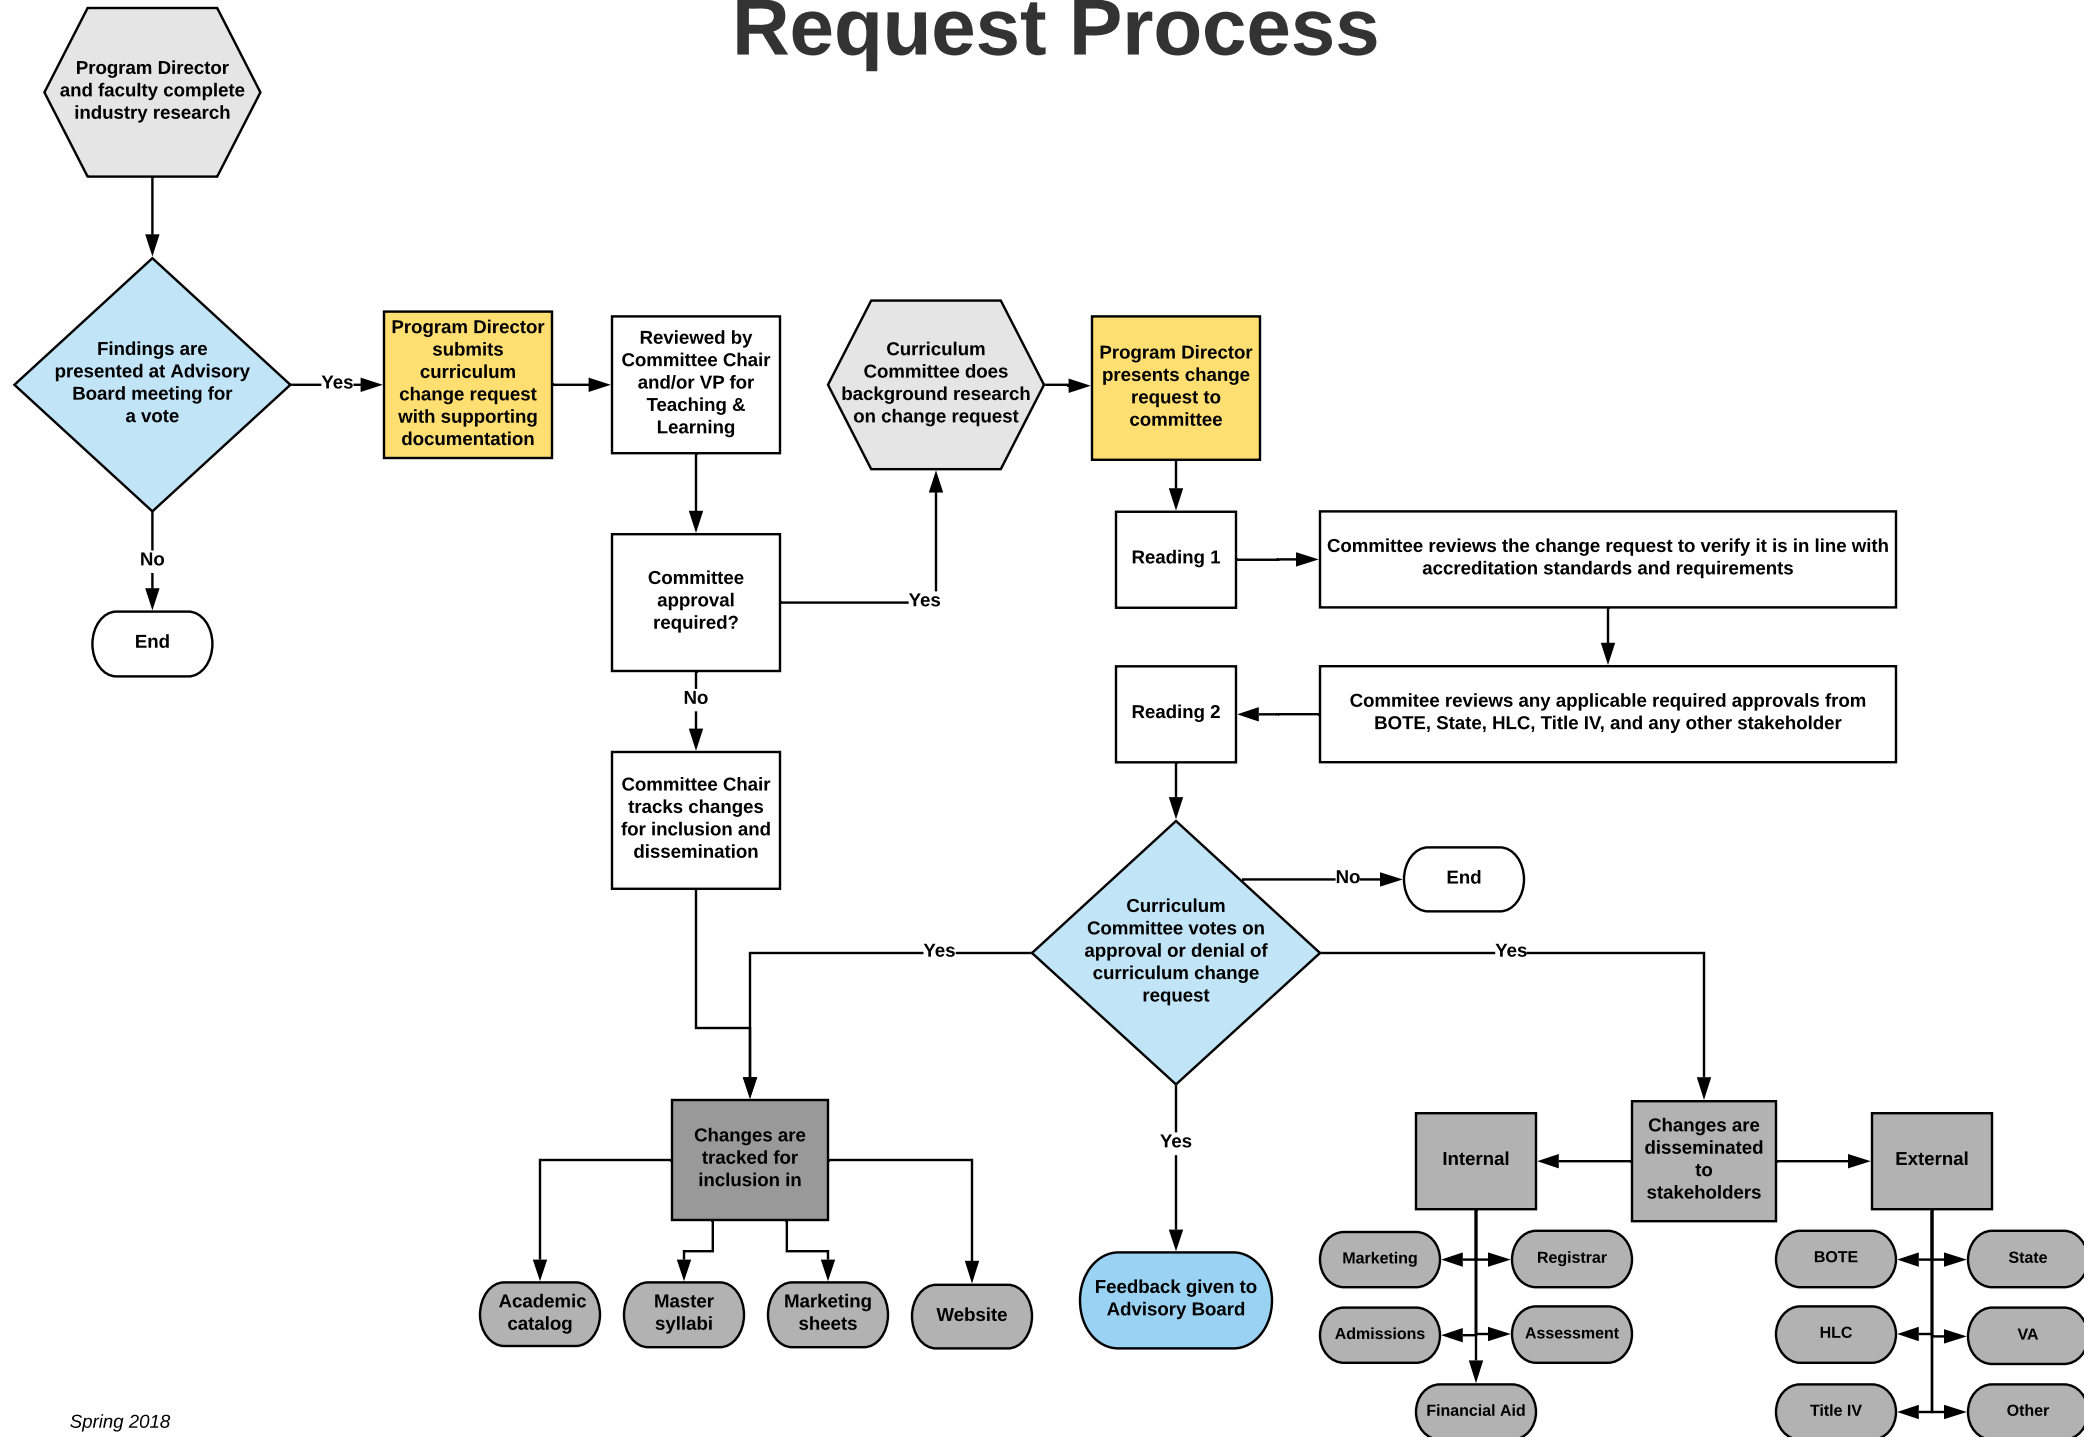 Request Process
Program Director
and faculty complete
industry research
Findings are
presented at Advisory
Board meeting for
a vote
Yes
No
End
Program Director
submits
curriculum
change request
with supporting
documentation
Reviewed by
Committee Chair
and/or VP for
Teaching &
Learning
Committee
approval
required?
Yes
No
Committee Chair
tracks changes
for inclusion and
dissemination
Curriculum
Committee does
background research
on change request
Program Director
presents change
request to
committee
Reading 1
Committee reviews the change request to verify it is in line with
accreditation standards and requirements
Commitee reviews any applicable required approvals from
BOTE, State, HLC, Title IV, and any other stakeholder
Reading 2
Curriculum
Committee votes on
approval or denial of
curriculum change
request
No
End
Yes
Yes
Yes
Changes are
tracked for
inclusion in
Academic
catalog
Master
syllabi
Marketing
sheets
Website
Feedback given to
Advisory Board
Changes are
disseminated
to
stakeholders
Internal
External
Marketing
Registrar
Admissions
Assessment
Financial Aid
BOTE
State
HLC
VA
Title IV
Other
Spring 2018